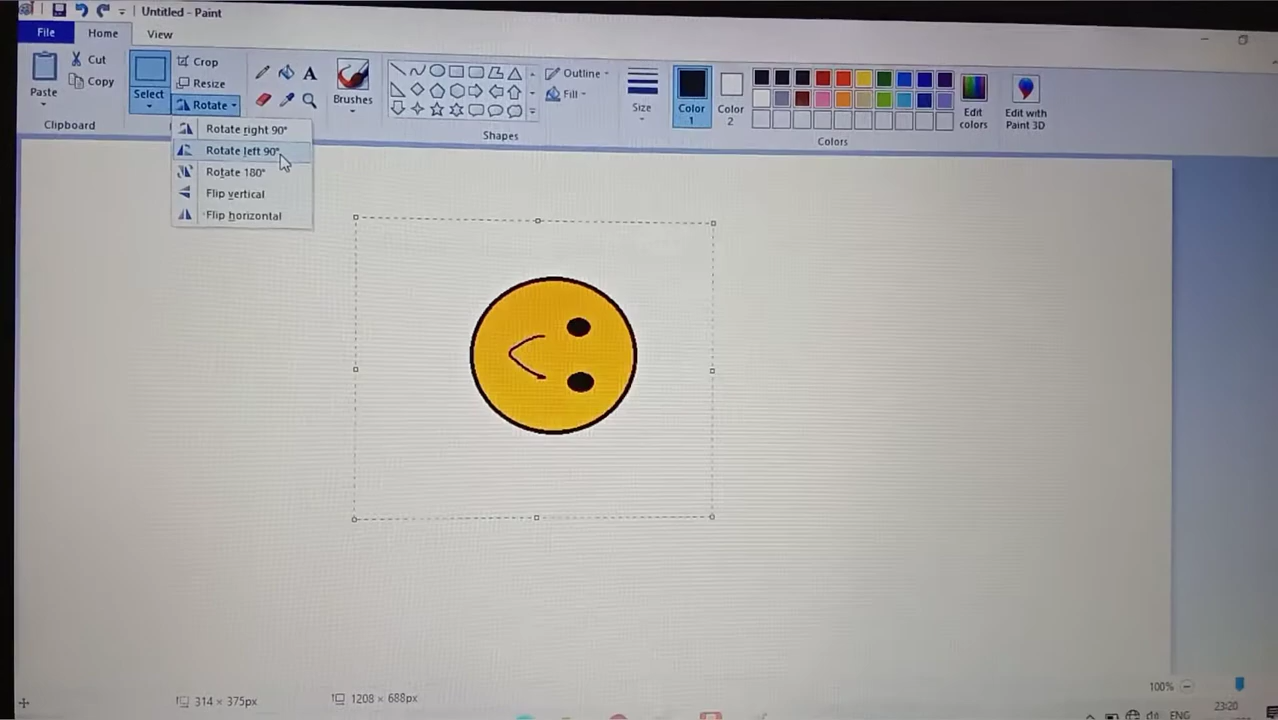 Untitled - Paint
File
Home
View
Paste
Cut
Copy
Clipboard
Select
Crop
Resize
Rotate
A
Brushes
Shapes
Outline
Fill
Size
Color 1
Color 2
Edit colors
Edit with Paint 3D
Colors
Rotate right 90°
Rotate left 90°
Rotate 180°
Flip vertical
Flip horizontal
314 × 375px
1208 × 688px
100%
ENG
23:20